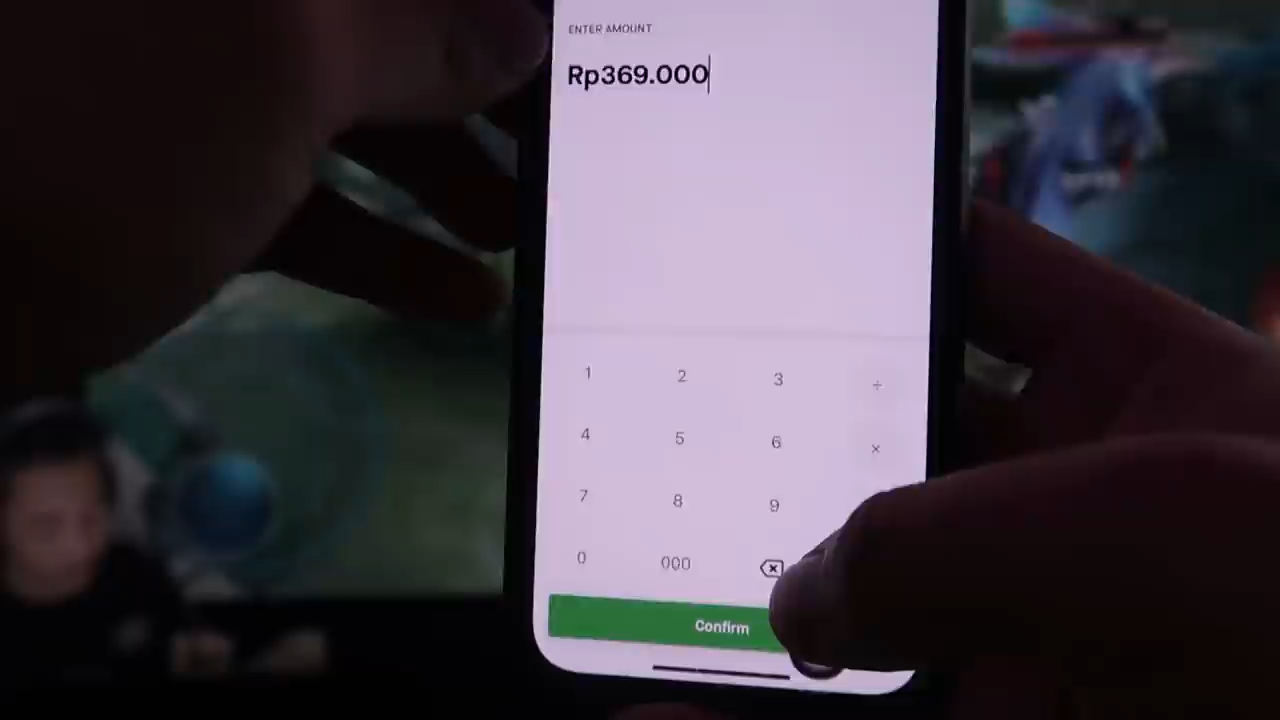 ENTER AMOUNT
Rp369.000
1 2 3 ÷
4 5 6 ×
7 8 9
0 000
Confirm